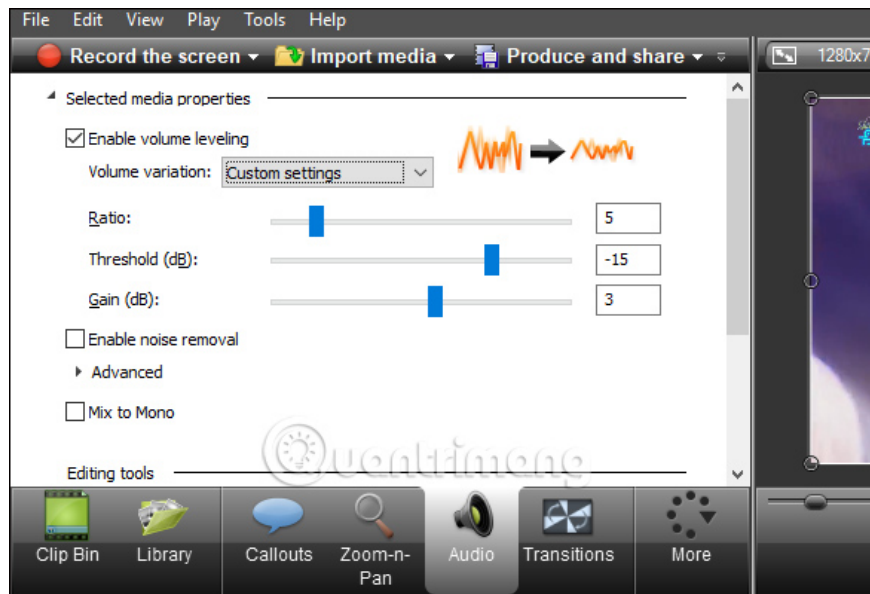 File Edit View Play Tools Help
Record the screen Import media Produce and share
Selected media properties
Enable volume leveling
Volume variation: Custom settings
Ratio: 5
Threshold (dB): -15
Gain (dB): 3
Enable noise removal
Advanced
Mix to Mono
Quantrimang
Editing tools
Clip Bin Library Callouts Zoom-n-
Pan Audio Transitions More